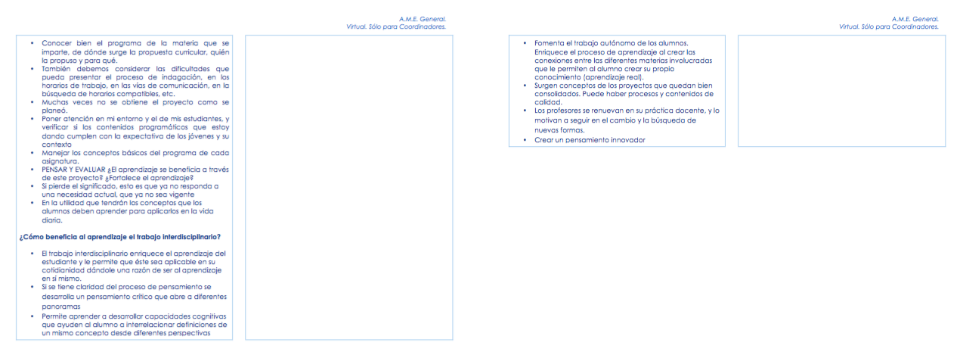 A.M.E. General.
Virtual. Sólo para Coordinadores.
• Conocer bien el programa de la materia que se
imparte, de dónde surge la propuesta curricular, quién
la propuso y para qué.
• También debemos considerar las dificultades que
pueda presentar el proceso de indagación, en los
horarios de trabajo, en las vías de comunicación, en la
búsqueda de horarios compatibles, etc.
• Muchas veces no se obtiene el proyecto como se
planeó.
• Poner atención en mi entorno y el de mis estudiantes, y
verificar si los contenidos programáticos que estoy
dando cumplen con la expectativa de los jóvenes y su
contexto
• Manejar los conceptos básicos del programa de cada
asignatura.
• PENSAR Y EVALUAR ¿El aprendizaje se beneficia a través
de este proyecto? ¿Fortalece el aprendizaje?
• Si pierde el significado, esto es que ya no responda a
una necesidad actual, que ya no sea vigente
• En la utilidad que tendrán los conceptos que los
alumnos deben aprender para aplicarlos en la vida
diaria.
¿Cómo beneficia al aprendizaje el trabajo interdisciplinario?
• El trabajo interdisciplinario enriquece el aprendizaje del
estudiante y le permite que éste sea aplicable en su
cotidianidad dándole una razón de ser al aprendizaje
en sí mismo.
• Si se tiene claridad del proceso de pensamiento se
desarrolla un pensamiento crítico que abre a diferentes
panoramas
• Permite aprender a desarrollar capacidades cognitivas
que ayuden al alumno a interrelacionar definiciones de
un mismo concepto desde diferentes perspectivas
A.M.E. General.
Virtual. Sólo para Coordinadores.
• Fomenta el trabajo autónomo de los alumnos.
Enriquece el proceso de aprendizaje al crear las
conexiones entre las diferentes materias involucradas
que le permiten al alumno crear su propio
conocimiento (aprendizaje real).
• Surgen conceptos de los proyectos que quedan bien
consolidados. Puede haber procesos y contenidos de
calidad.
• Los profesores se renuevan en su práctica docente, y lo
motivan a seguir en el cambio y la búsqueda de
nuevas formas.
• Crear un pensamiento innovador